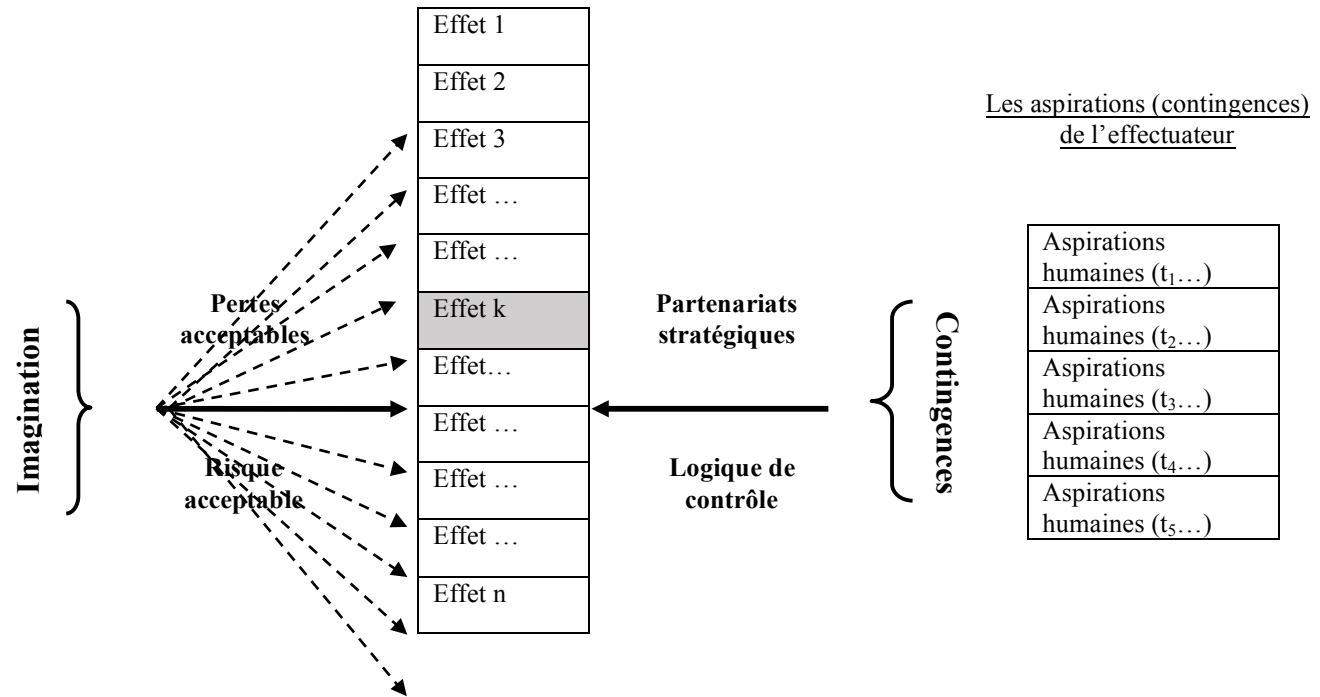 Effet 1
Effet 2
Effet 3
Effet …
Effet …
Effet k
Effet…
Effet …
Effet …
Effet …
Effet n
Imagination
Pertes
acceptables
Risque
acceptable
Partenariats
stratégiques
Logique de
contrôle
Contingences
Les aspirations (contingences)
de l’effectuateur
Aspirations
humaines (t₁…)
Aspirations
humaines (t₂…)
Aspirations
humaines (t₃…)
Aspirations
humaines (t₄…)
Aspirations
humaines (t₅…)